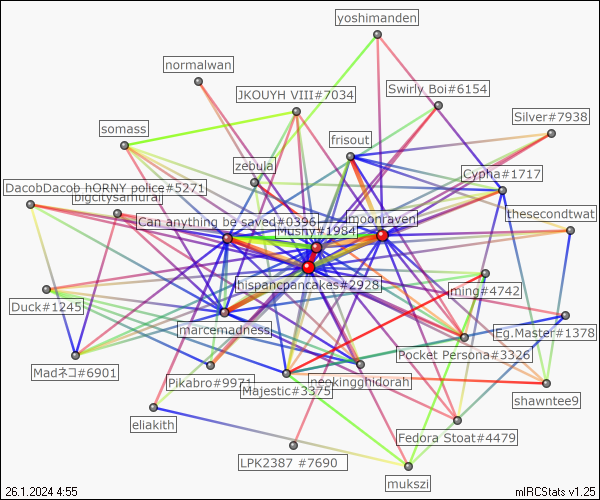 yoshimanden
normalwan
Swirly Boi#6154
JKOUYH VIII#7034
Silver#7938
somass
frisout
zebula
Cypha#1717
DacobDacob hORNY police#5271
bigcitysamurai
Can anything be saved#0396
moonraven
thesecondtwat
Mushy#1984
hispancpancakes#2928
ming#4742
Duck#1245
marcemadness
Eg.Master#1378
Pocket Persona#3326
Madネコ#6901
Pikabro#9971
neokingghidorah
Majestic#3375
shawntee9
eliakith
Fedora Stoat#4479
LPK2387 #7690
mukszi
26.1.2024 4:55
mIRCStats v1.25